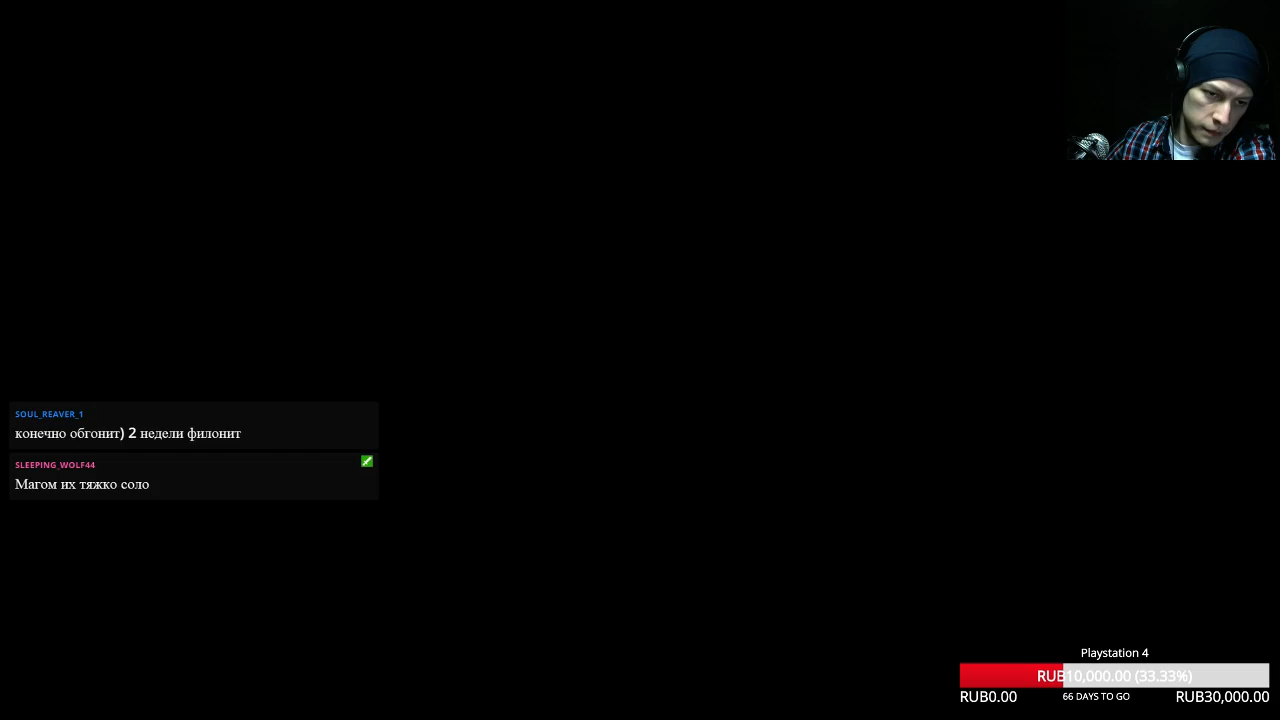 SOUL_REAVER_1
конечно обгонит) 2 недели филонит
SLEEPING_WOLF44
Магом их тяжко соло
Playstation 4
RUB10,000.00 (33.33%)
RUB0.00 66 DAYS TO GO RUB30,000.00